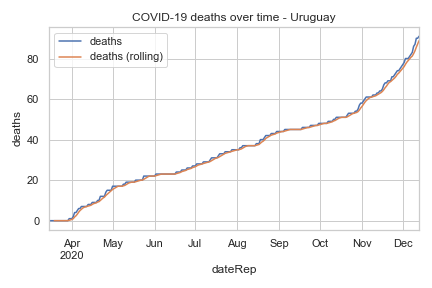 COVID-19 deaths over time - Uruguay
deaths
deaths (rolling)
deaths
80
60
40
20
0
Apr May Jun Jul Aug Sep Oct Nov Dec
2020
dateRep